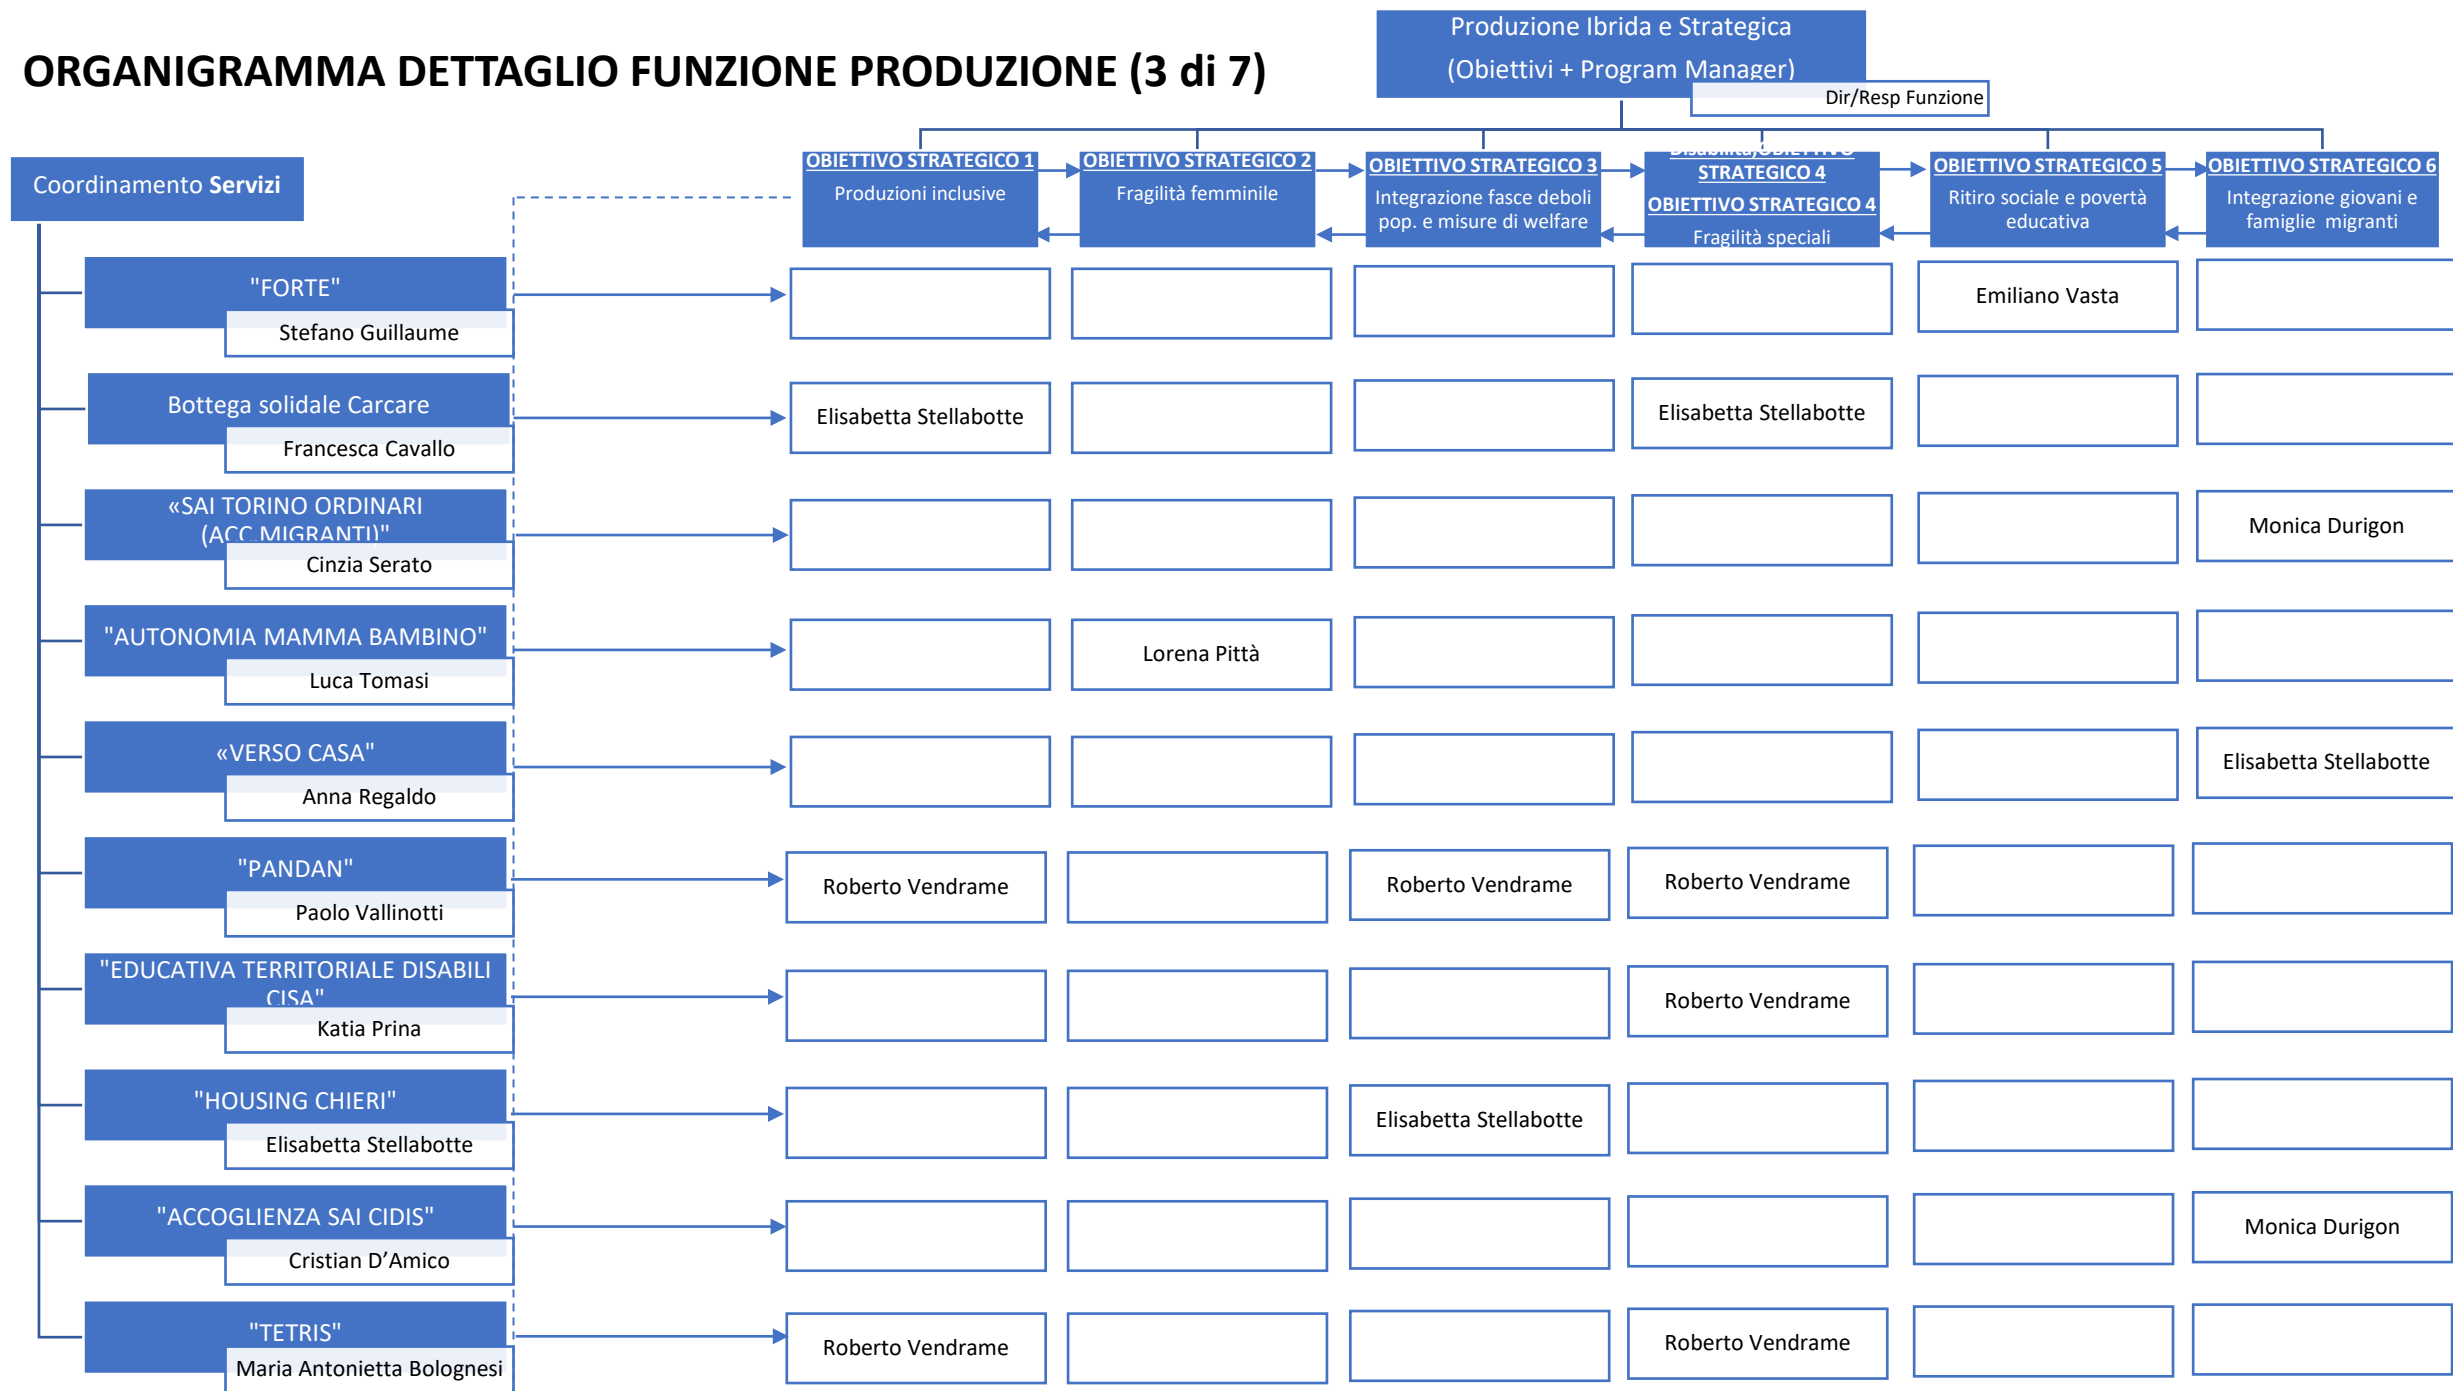 Produzione Ibrida e Strategica
(Obiettivi + Program Manager)
Dir/Resp Funzione
ORGANIGRAMMA DETTAGLIO FUNZIONE PRODUZIONE (3 di 7)
Coordinamento Servizi
OBIETTIVO STRATEGICO 1
Produzioni inclusive
OBIETTIVO STRATEGICO 2
Fragilità femminile
OBIETTIVO STRATEGICO 3
Integrazione fasce deboli
pop. e misure di welfare
Disabilità,OBIETTIVO
STRATEGICO 4
OBIETTIVO STRATEGICO 4
Fragilità speciali
OBIETTIVO STRATEGICO 5
Ritiro sociale e povertà
educativa
OBIETTIVO STRATEGICO 6
Integrazione giovani e
famiglie migranti
"FORTE"
Stefano Guillaume
Emiliano Vasta
Bottega solidale Carcare
Francesca Cavallo
Elisabetta Stellabotte
Elisabetta Stellabotte
«SAI TORINO ORDINARI
(ACC.MIGRANTI)"
Cinzia Serato
Monica Durigon
"AUTONOMIA MAMMA BAMBINO"
Luca Tomasi
Lorena Pittà
«VERSO CASA"
Anna Regaldo
Elisabetta Stellabotte
"PANDAN"
Paolo Vallinotti
Roberto Vendrame
Roberto Vendrame
Roberto Vendrame
"EDUCATIVA TERRITORIALE DISABILI
CISA"
Katia Prina
Roberto Vendrame
"HOUSING CHIERI"
Elisabetta Stellabotte
Elisabetta Stellabotte
"ACCOGLIENZA SAI CIDIS"
Cristian D’Amico
Monica Durigon
"TETRIS"
Maria Antonietta Bolognesi
Roberto Vendrame
Roberto Vendrame